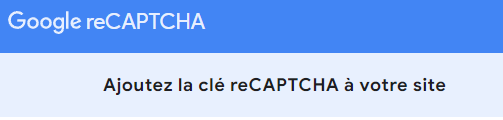 Google reCAPTCHA
Ajoutez la clé reCAPTCHA à votre site